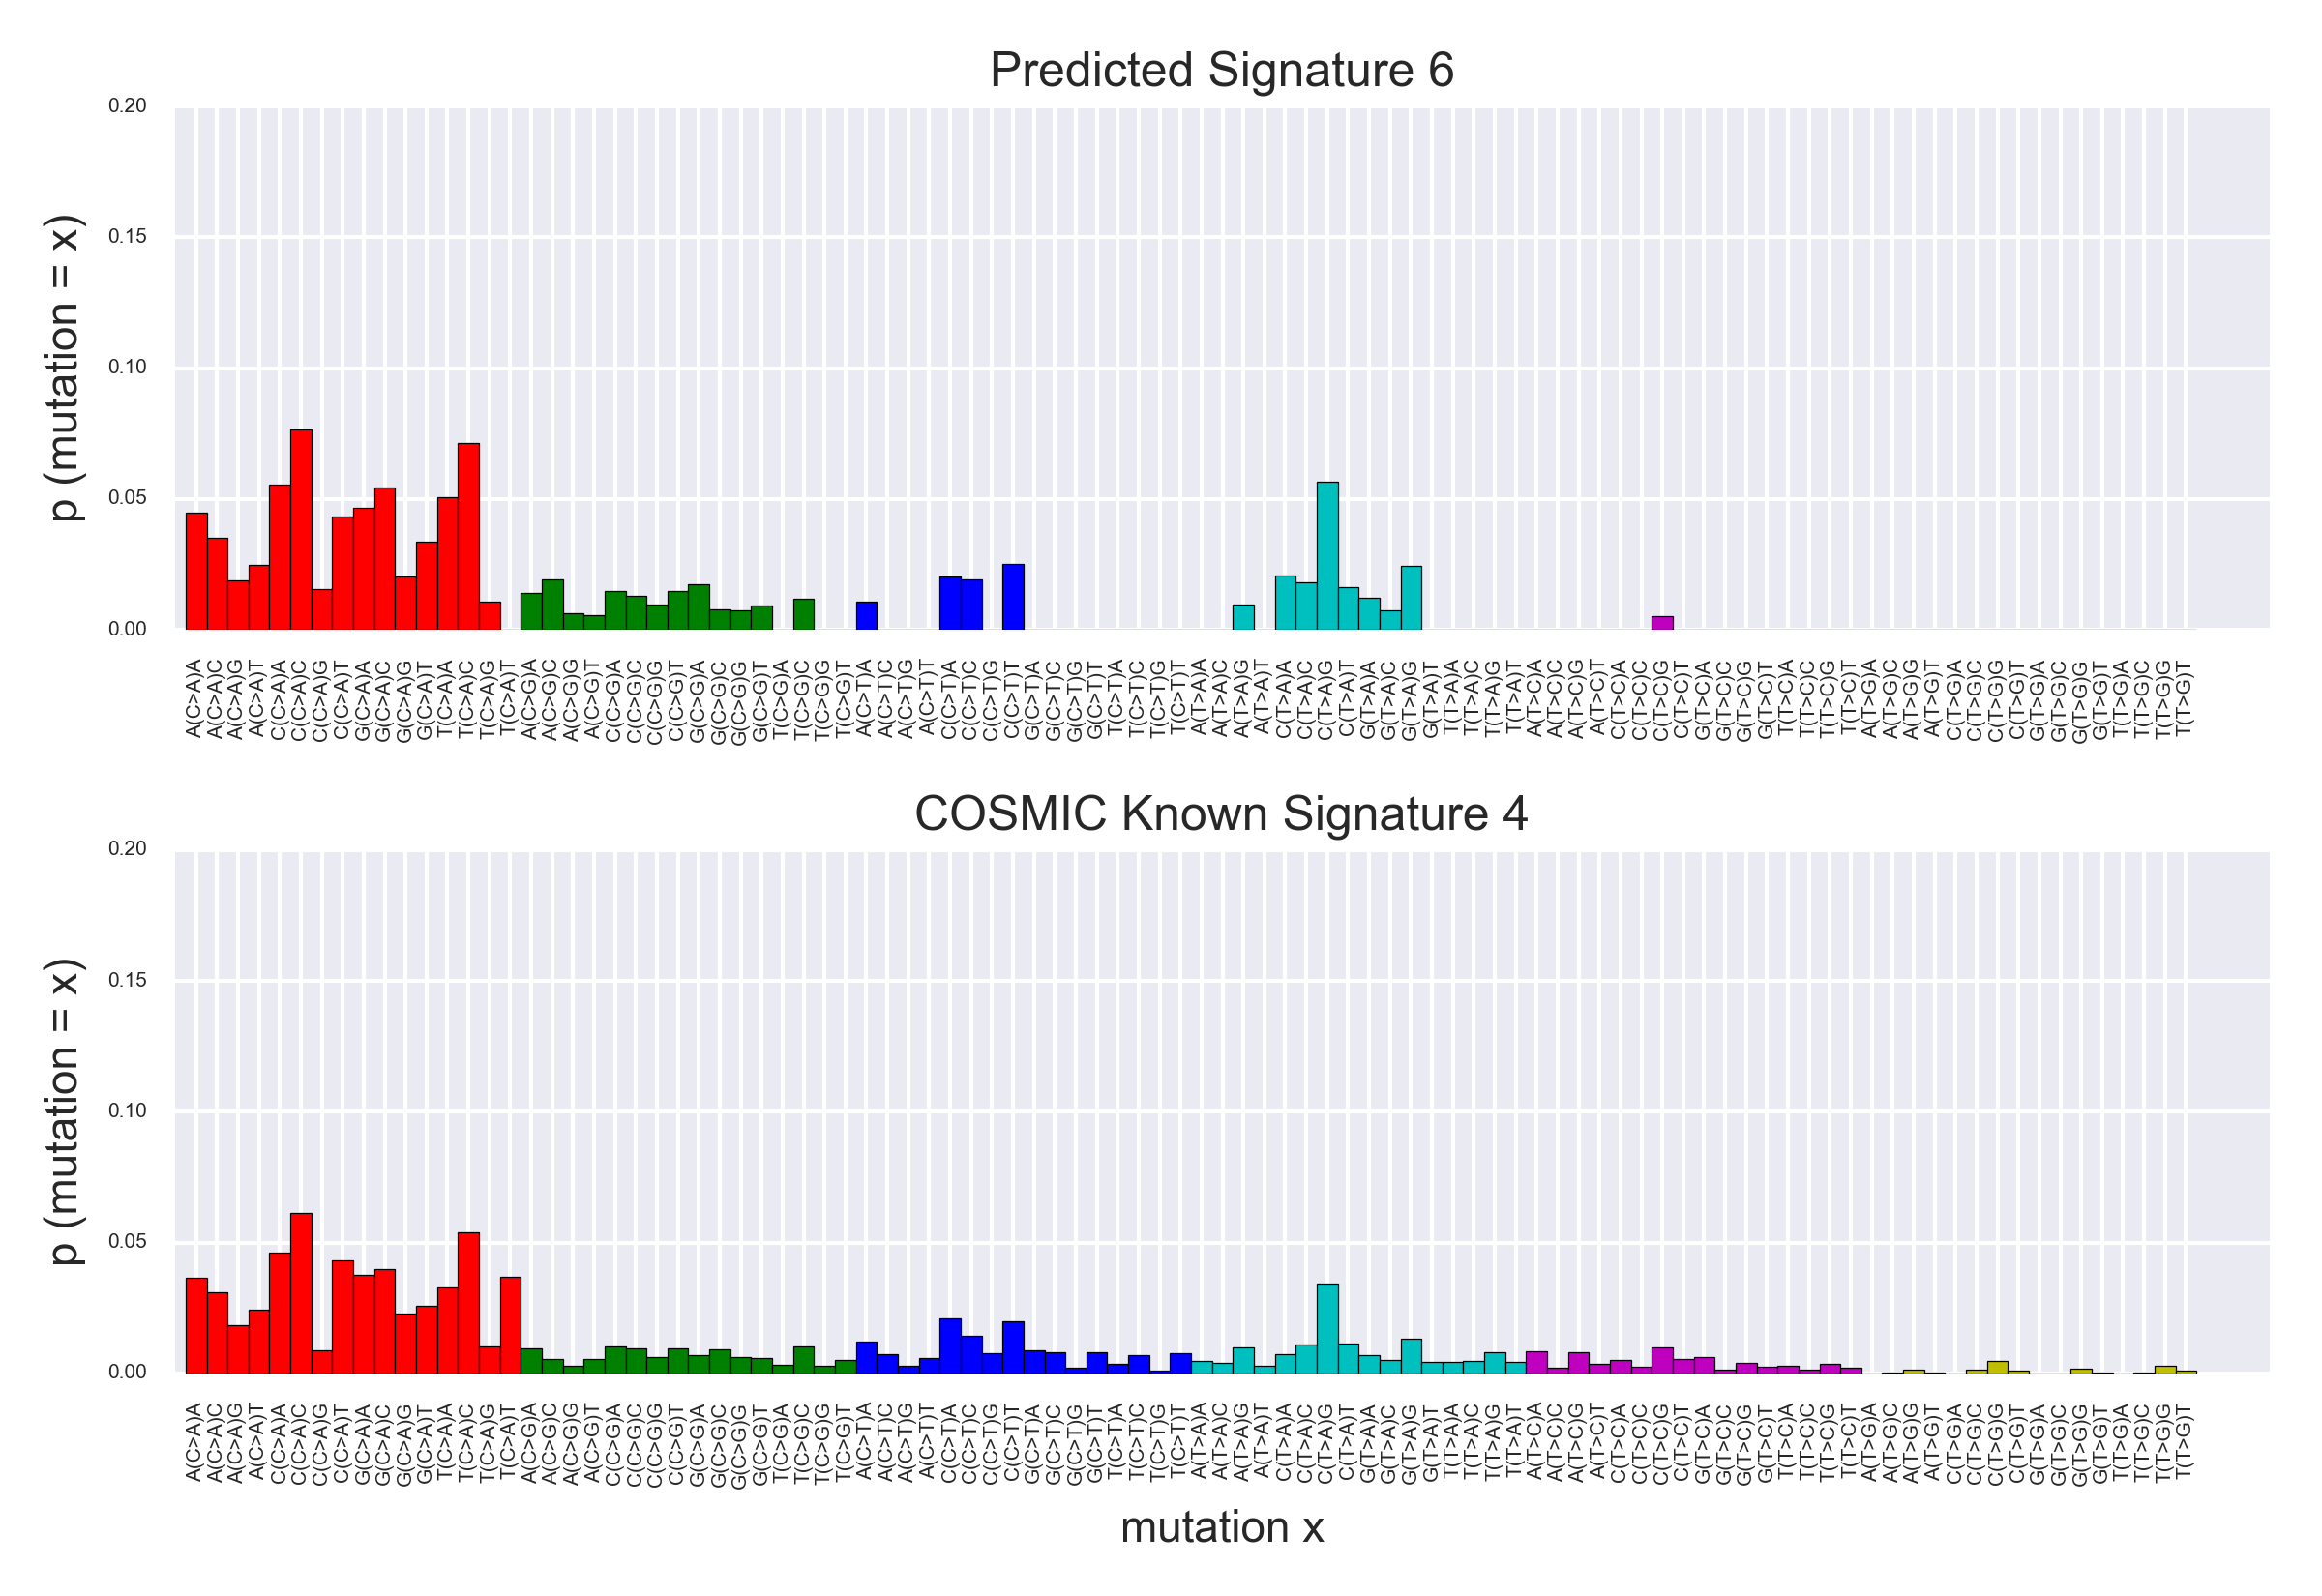 Predicted Signature 6
0.20
0.15
0.10
0.05
0.00
p (mutation = x)
A(C>A)A A(C>A)C A(C>A)G A(C>A)T C(C>A)A C(C>A)C C(C>A)G C(C>A)T G(C>A)A G(C>A)C G(C>A)G G(C>A)T T(C>A)A T(C>A)C T(C>A)G T(C>A)T A(C>G)A A(C>G)C A(C>G)G A(C>G)T C(C>G)A C(C>G)C C(C>G)G C(C>G)T G(C>G)A G(C>G)C G(C>G)G G(C>G)T T(C>G)A T(C>G)C T(C>G)G T(C>G)T A(C>T)A A(C>T)C A(C>T)G A(C>T)T C(C>T)A C(C>T)C C(C>T)G C(C>T)T G(C>T)A G(C>T)C G(C>T)G G(C>T)T T(C>T)A T(C>T)C T(C>T)G T(C>T)T A(T>A)A A(T>A)C A(T>A)G A(T>A)T C(T>A)A C(T>A)C C(T>A)G C(T>A)T G(T>A)A G(T>A)C G(T>A)G G(T>A)T T(T>A)A T(T>A)C T(T>A)G T(T>A)T A(T>C)A A(T>C)C A(T>C)G A(T>C)T C(T>C)A C(T>C)C C(T>C)G C(T>C)T G(T>C)A G(T>C)C G(T>C)G G(T>C)T T(T>C)A T(T>C)C T(T>C)G T(T>C)T A(T>G)A A(T>G)C A(T>G)G A(T>G)T C(T>G)A C(T>G)C C(T>G)G C(T>G)T G(T>G)A G(T>G)C G(T>G)G G(T>G)T T(T>G)A T(T>G)C T(T>G)G T(T>G)T
COSMIC Known Signature 4
0.20
0.15
0.10
0.05
0.00
p (mutation = x)
A(C>A)A A(C>A)C A(C>A)G A(C>A)T C(C>A)A C(C>A)C C(C>A)G C(C>A)T G(C>A)A G(C>A)C G(C>A)G G(C>A)T T(C>A)A T(C>A)C T(C>A)G T(C>A)T A(C>G)A A(C>G)C A(C>G)G A(C>G)T C(C>G)A C(C>G)C C(C>G)G C(C>G)T G(C>G)A G(C>G)C G(C>G)G G(C>G)T T(C>G)A T(C>G)C T(C>G)G T(C>G)T A(C>T)A A(C>T)C A(C>T)G A(C>T)T C(C>T)A C(C>T)C C(C>T)G C(C>T)T G(C>T)A G(C>T)C G(C>T)G G(C>T)T T(C>T)A T(C>T)C T(C>T)G T(C>T)T A(T>A)A A(T>A)C A(T>A)G A(T>A)T C(T>A)A C(T>A)C C(T>A)G C(T>A)T G(T>A)A G(T>A)C G(T>A)G G(T>A)T T(T>A)A T(T>A)C T(T>A)G T(T>A)T A(T>C)A A(T>C)C A(T>C)G A(T>C)T C(T>C)A C(T>C)C C(T>C)G C(T>C)T G(T>C)A G(T>C)C G(T>C)G G(T>C)T T(T>C)A T(T>C)C T(T>C)G T(T>C)T A(T>G)A A(T>G)C A(T>G)G A(T>G)T C(T>G)A C(T>G)C C(T>G)G C(T>G)T G(T>G)A G(T>G)C G(T>G)G G(T>G)T T(T>G)A T(T>G)C T(T>G)G T(T>G)T
mutation x